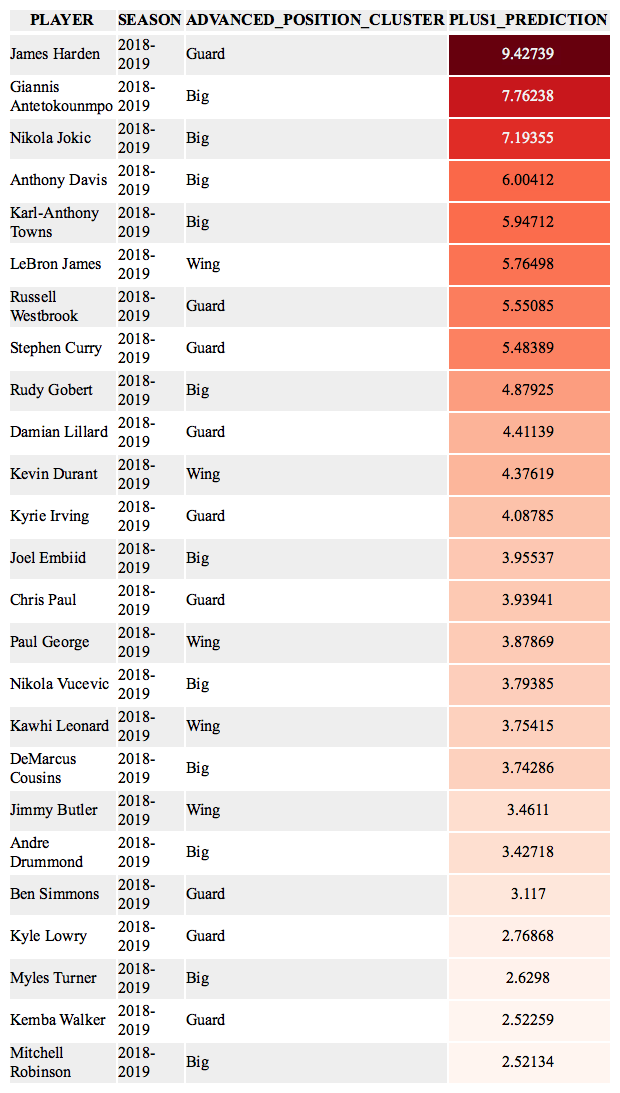 PLAYER SEASON ADVANCED_POSITION_CLUSTER PLUS1_PREDICTION
James Harden 2018-2019 Guard 9.42739
Giannis Antetokounmpo 2018-2019 Big 7.76238
Nikola Jokic 2018-2019 Big 7.19355
Anthony Davis 2018-2019 Big 6.00412
Karl-Anthony Towns 2018-2019 Big 5.94712
LeBron James 2018-2019 Wing 5.76498
Russell Westbrook 2018-2019 Guard 5.55085
Stephen Curry 2018-2019 Guard 5.48389
Rudy Gobert 2018-2019 Big 4.87925
Damian Lillard 2018-2019 Guard 4.41139
Kevin Durant 2018-2019 Wing 4.37619
Kyrie Irving 2018-2019 Guard 4.08785
Joel Embiid 2018-2019 Big 3.95537
Chris Paul 2018-2019 Guard 3.93941
Paul George 2018-2019 Wing 3.87869
Nikola Vucevic 2018-2019 Big 3.79385
Kawhi Leonard 2018-2019 Wing 3.75415
DeMarcus Cousins 2018-2019 Big 3.74286
Jimmy Butler 2018-2019 Wing 3.4611
Andre Drummond 2018-2019 Big 3.42718
Ben Simmons 2018-2019 Guard 3.117
Kyle Lowry 2018-2019 Guard 2.76868
Myles Turner 2018-2019 Big 2.6298
Kemba Walker 2018-2019 Guard 2.52259
Mitchell Robinson 2018-2019 Big 2.52134